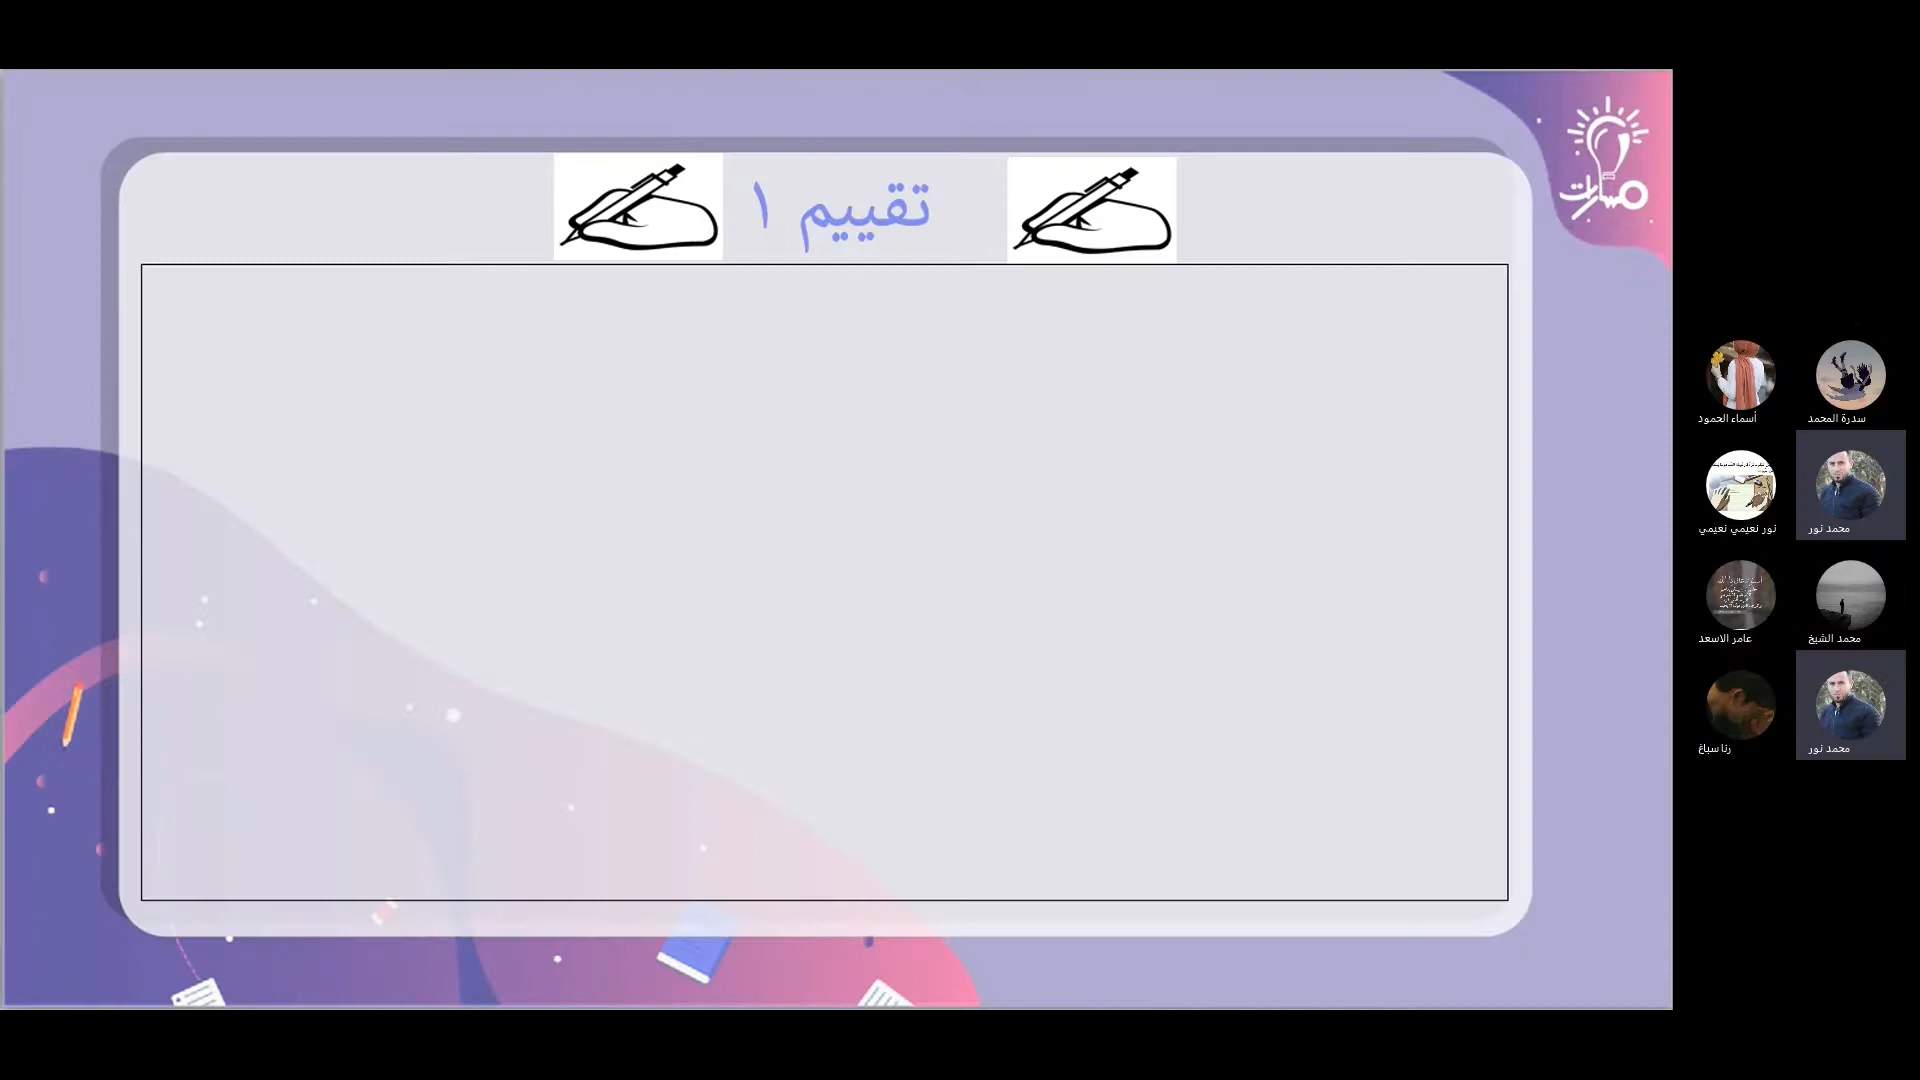 تقييم ١
مسارات
أسماء الحمود
سدرة المحمد
نور نعيمي نعيمي
محمد نور
عامر الاسعد
محمد الشيخ
رنا سباغ
محمد نور